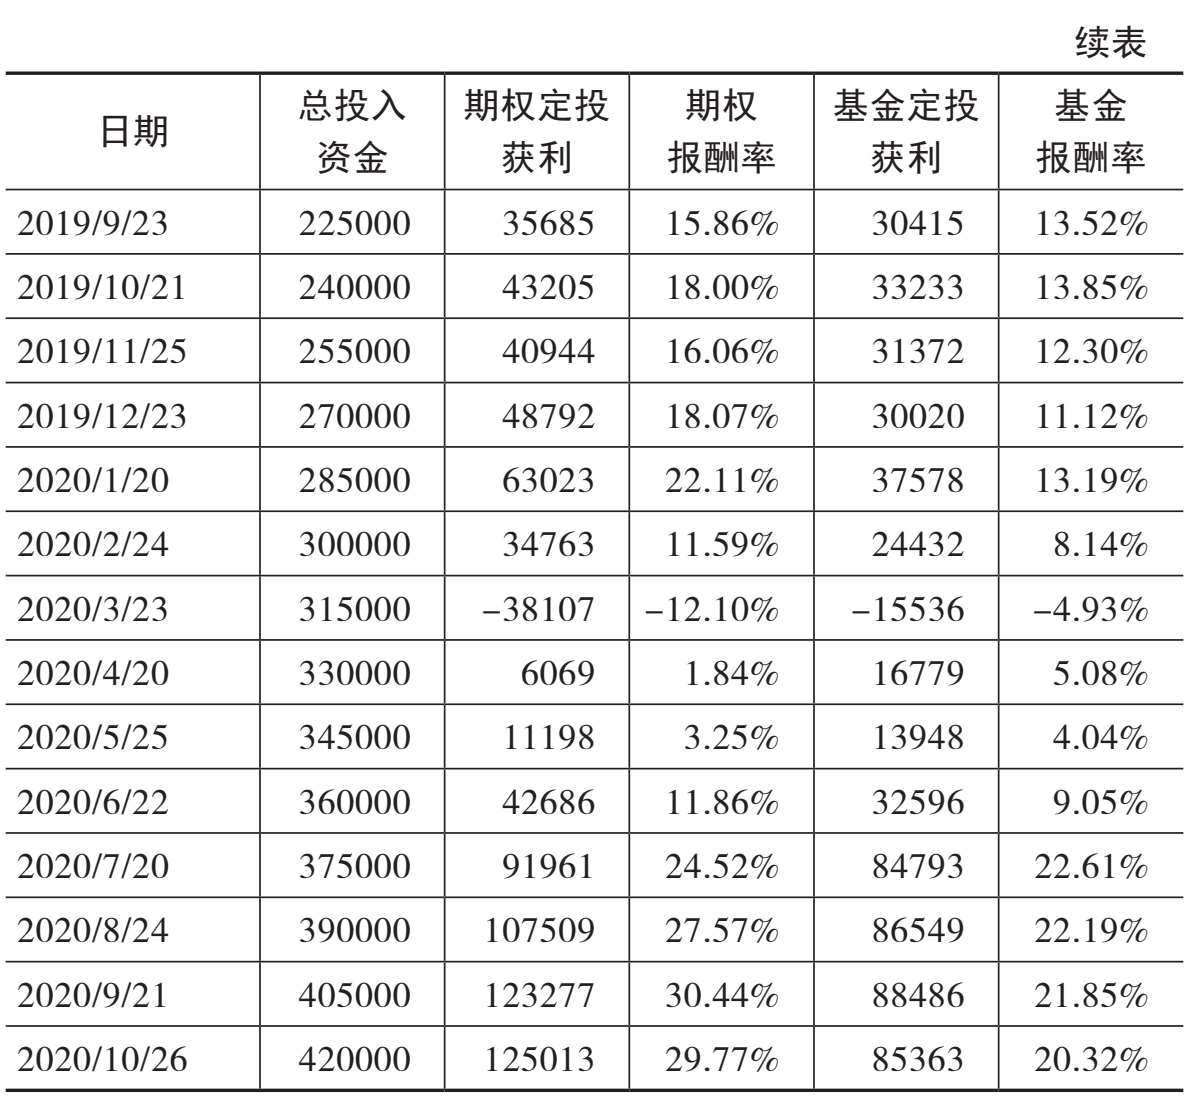 续表
日期 总投入资金 期权定投获利 期权报酬率 基金定投获利 基金报酬率
2019/9/23 225000 35685 15.86% 30415 13.52%
2019/10/21 240000 43205 18.00% 33233 13.85%
2019/11/25 255000 40944 16.06% 31372 12.30%
2019/12/23 270000 48792 18.07% 30020 11.12%
2020/1/20 285000 63023 22.11% 37578 13.19%
2020/2/24 300000 34763 11.59% 24432 8.14%
2020/3/23 315000 −38107 −12.10% −15536 −4.93%
2020/4/20 330000 6069 1.84% 16779 5.08%
2020/5/25 345000 11198 3.25% 13948 4.04%
2020/6/22 360000 42686 11.86% 32596 9.05%
2020/7/20 375000 91961 24.52% 84793 22.61%
2020/8/24 390000 107509 27.57% 86549 22.19%
2020/9/21 405000 123277 30.44% 88486 21.85%
2020/10/26 420000 125013 29.77% 85363 20.32%